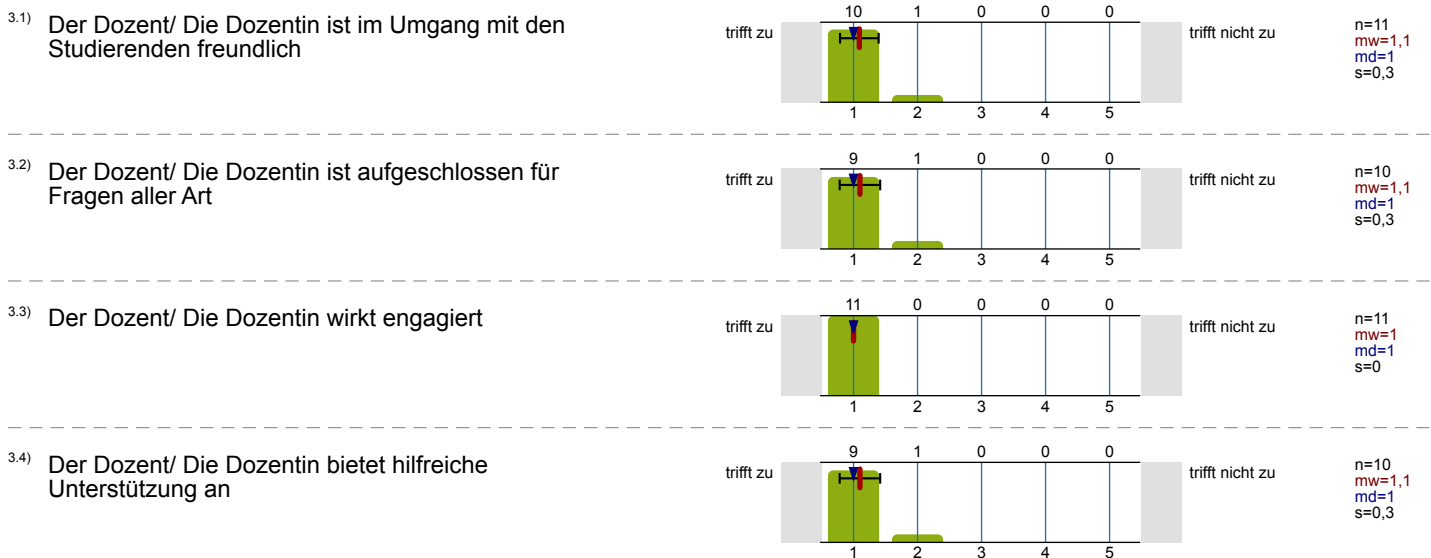 3.1) Der Dozent/ Die Dozentin ist im Umgang mit den
Studierenden freundlich
10 1 0 0 0
trifft zu
trifft nicht zu
1 2 3 4 5
n=11
mw=1,1
md=1
s=0,3
3.2) Der Dozent/ Die Dozentin ist aufgeschlossen für
Fragen aller Art
9 1 0 0 0
trifft zu
trifft nicht zu
1 2 3 4 5
n=10
mw=1,1
md=1
s=0,3
3.3) Der Dozent/ Die Dozentin wirkt engagiert
11 0 0 0 0
trifft zu
trifft nicht zu
1 2 3 4 5
n=11
mw=1
md=1
s=0
3.4) Der Dozent/ Die Dozentin bietet hilfreiche
Unterstützung an
9 1 0 0 0
trifft zu
trifft nicht zu
1 2 3 4 5
n=10
mw=1,1
md=1
s=0,3